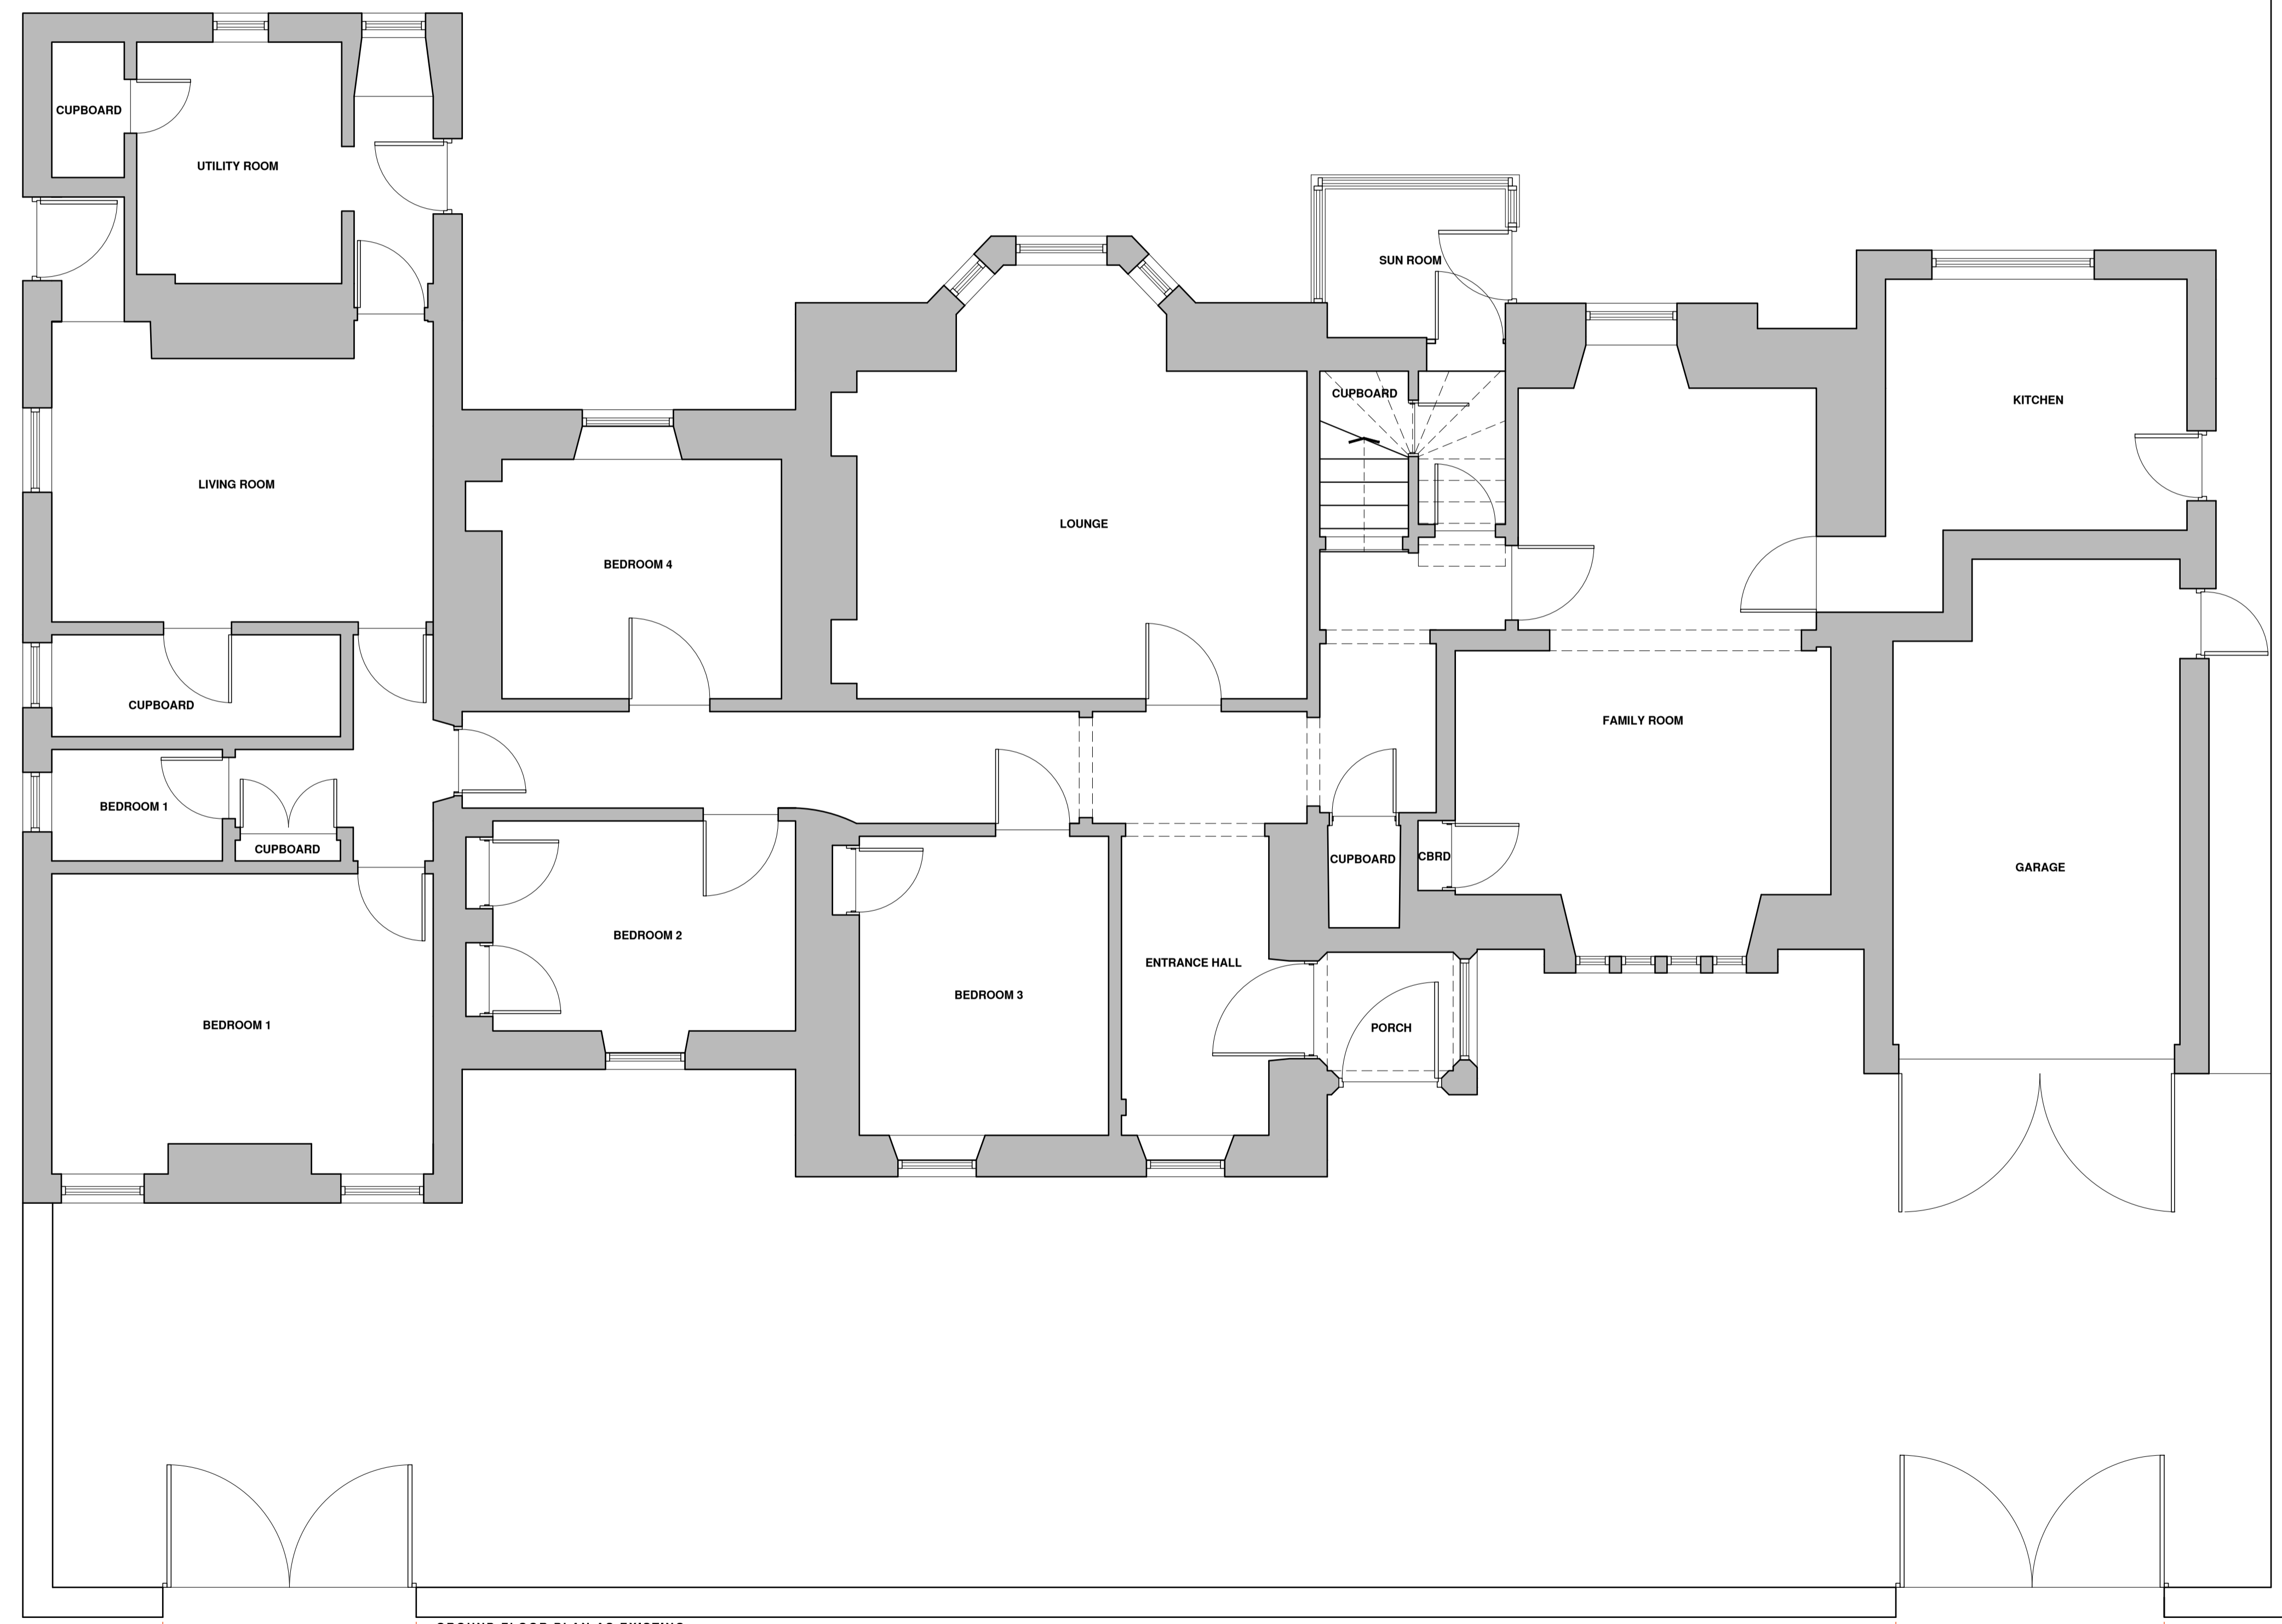 CUPBOARD
UTILITY ROOM
SUN ROOM
CUPBOARD
KITCHEN
LIVING ROOM
LOUNGE
BEDROOM 4
CUPBOARD
FAMILY ROOM
BEDROOM 1
CUPBOARD
CUPBOARD
CBRD
GARAGE
BEDROOM 2
ENTRANCE HALL
BEDROOM 3
BEDROOM 1
PORCH